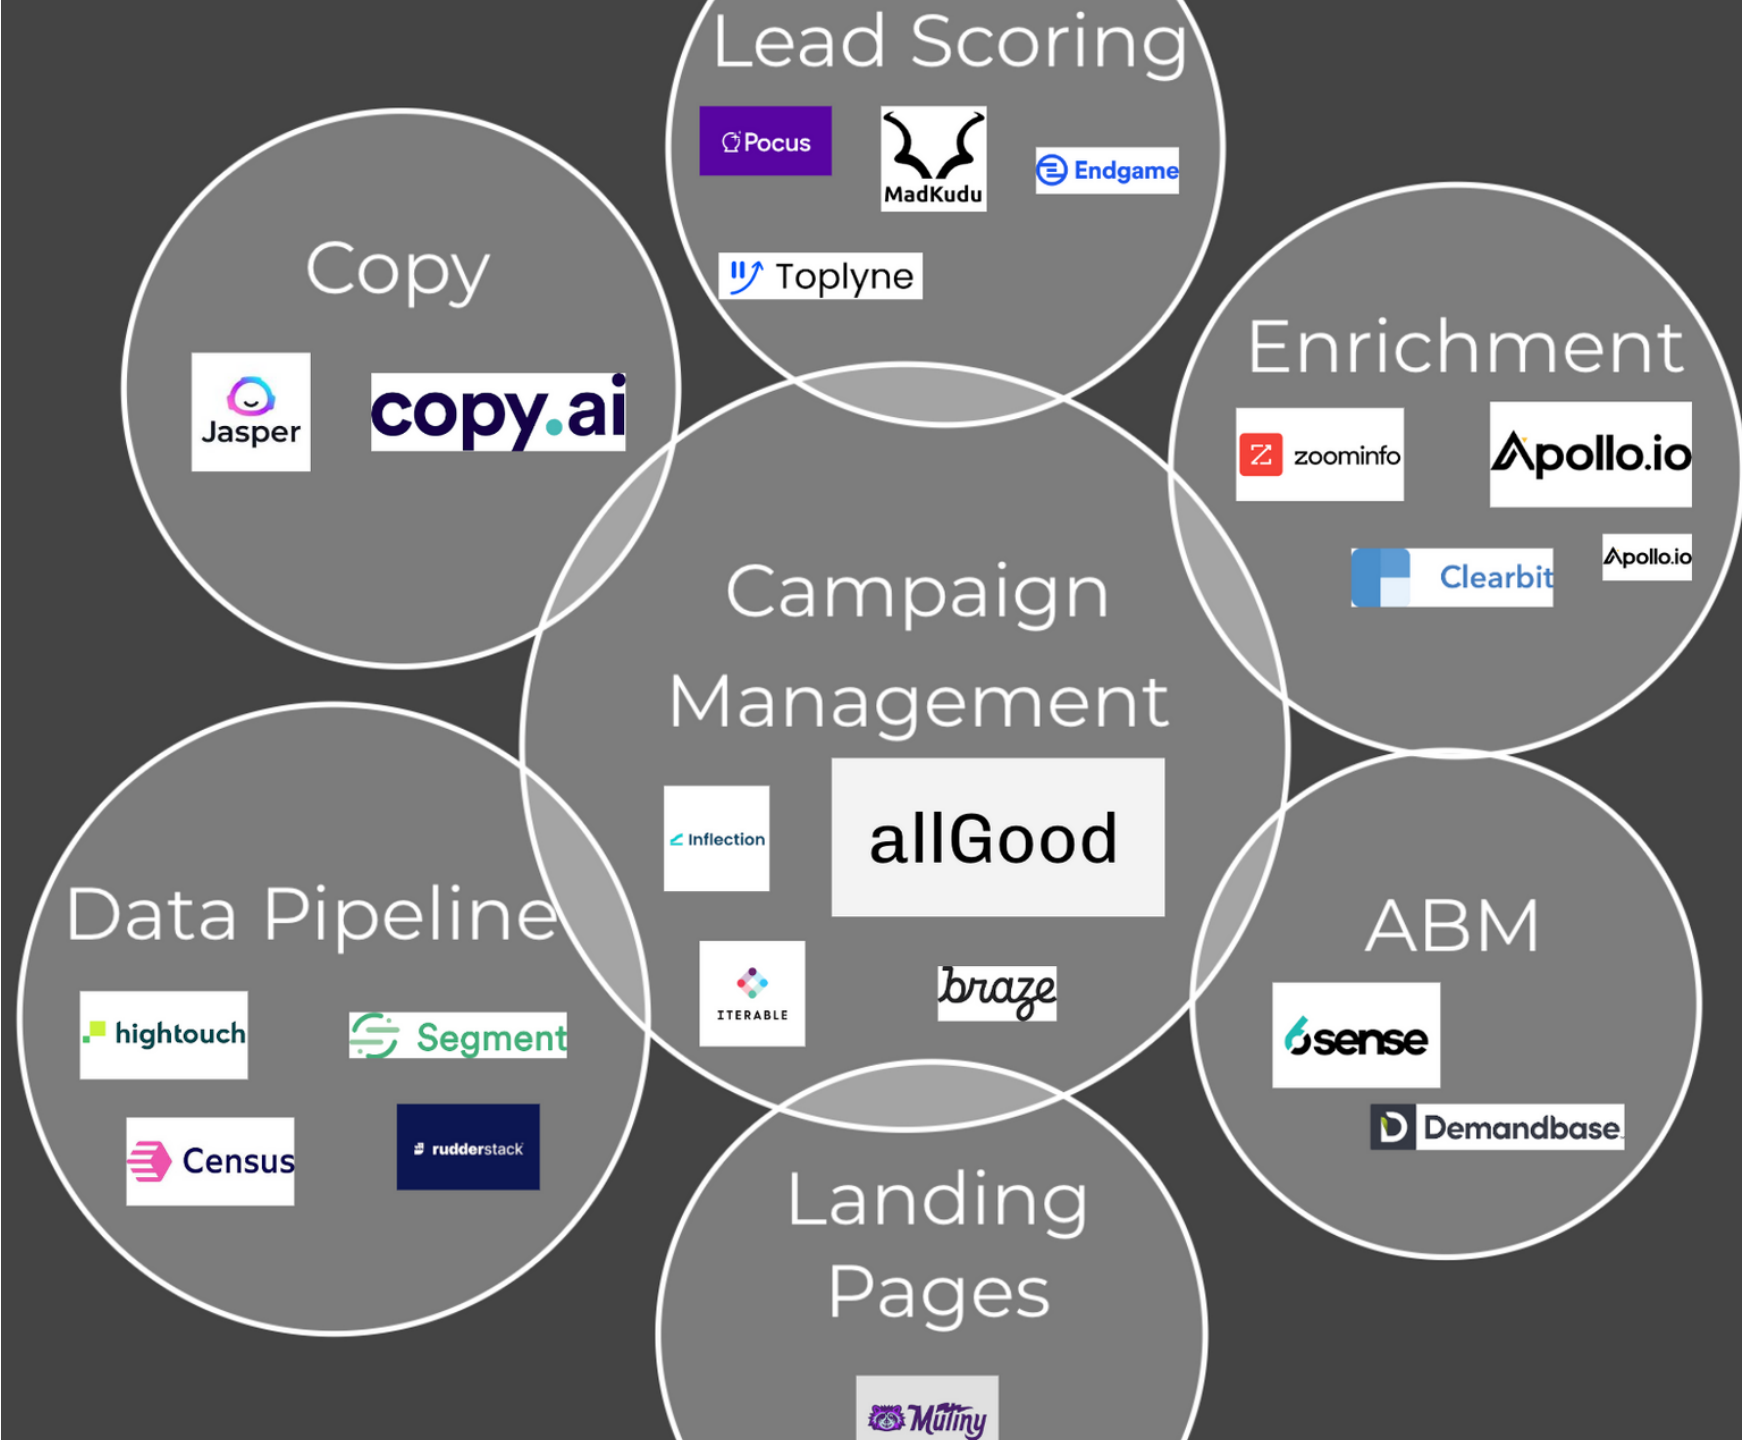 Lead Scoring
Pocus
MadKudu
Endgame
Toplyne
Copy
Jasper
copy.ai
Enrichment
zoominfo
Apollo.io
Clearbit
Apollo.io
Campaign
Management
Inflection
allGood
ITERABLE
braze
Data Pipeline
hightouch
Segment
Census
rudderstack
ABM
6sense
Demandbase
Landing
Pages
Mutiny